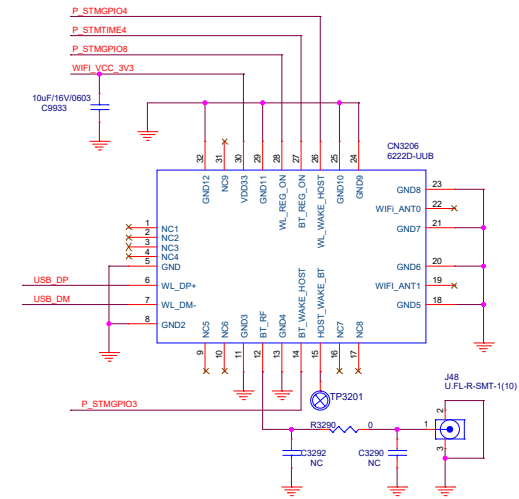 P_STMGPIO4
P_STMTIME4
P_STMGPIO8
WIFI_VCC_3V3
10uF/16V/0603
C9933
CN3206
6222D-UUB
32
31
30
29
28
27
26
25
24
GND12
NC9
VDD33
GND11
WL_REG_ON
BT_REG_ON
WL_WAKE_HOST
GND10
GND9
1
NC1
2
NC2
3
NC3
4
NC4
5
GND
USB_DP
6
WL_DP+
USB_DM
7
WL_DM-
8
GND2
GND8
23
WIFI_ANT0
22
GND7
21
GND6
20
WIFI_ANT1
19
GND5
18
NC5
NC6
GND3
BT_RF
GND4
BT_WAKE_HOST
HOST_WAKE_BT
NC7
NC8
9
10
11
12
13
14
15
16
17
TP3201
P_STMGPIO3
J48
U.FL-R-SMT-1(10)
R3290
0
1
2
3
C3292
NC
C3290
NC